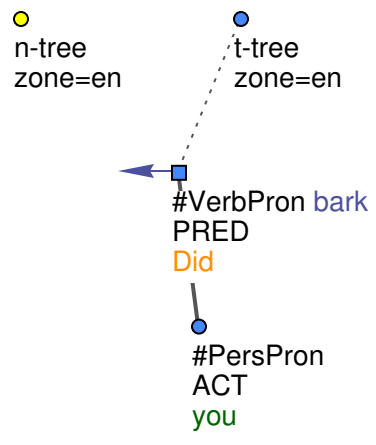 n-tree
zone=en
t-tree
zone=en
#VerbPron bark
PRED
Did
#PersPron
ACT
you